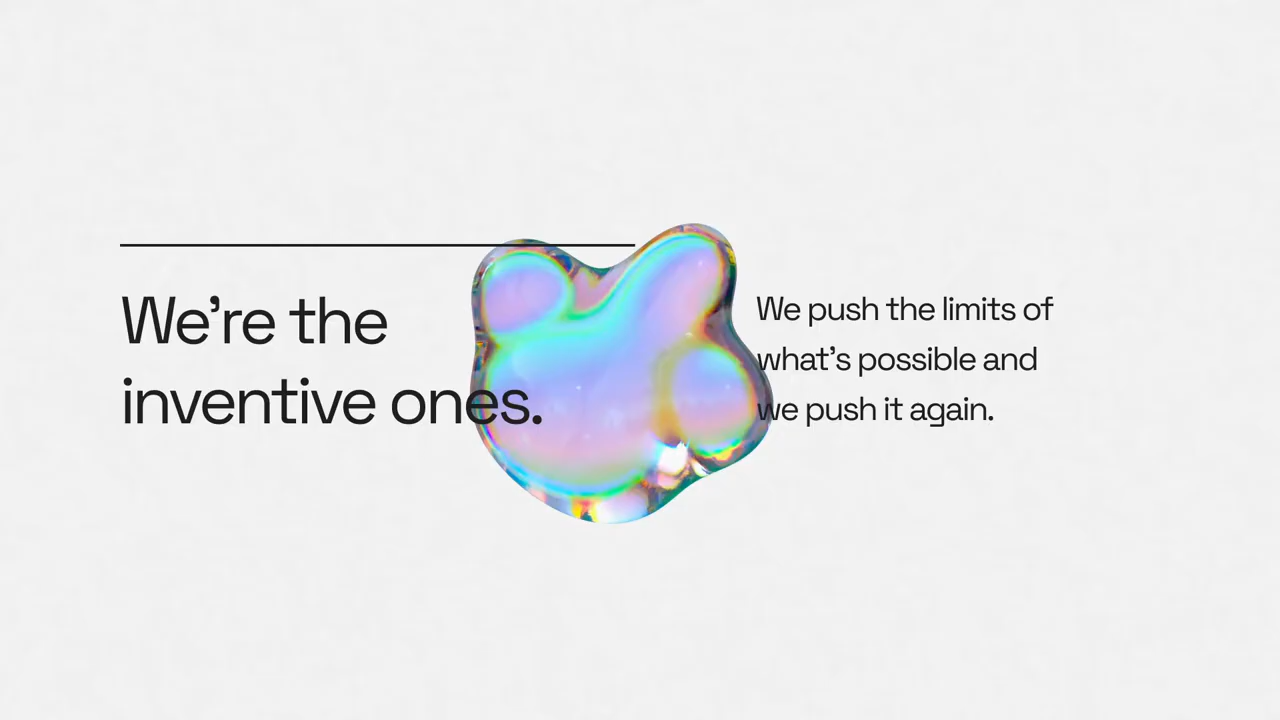 We’re the
inventive ones.
We push the limits of
what’s possible and
we push it again.